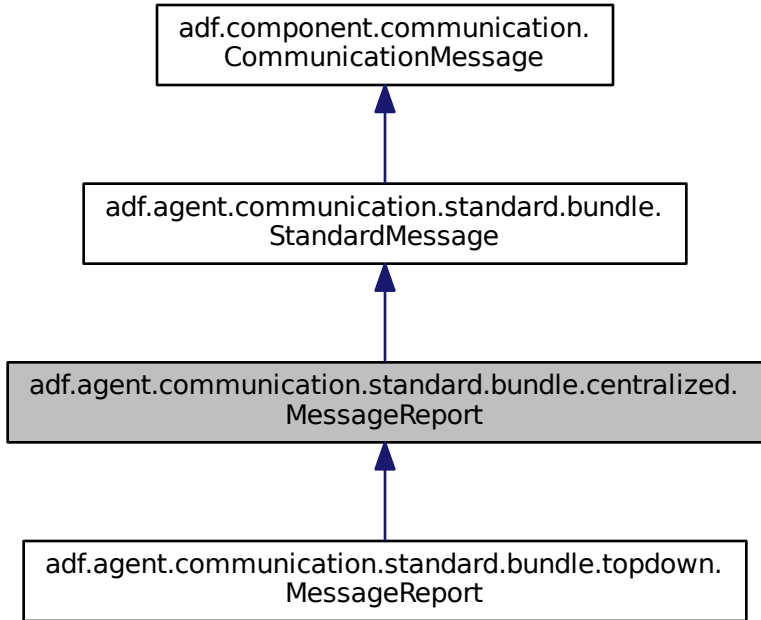 adf.component.communication.
CommunicationMessage
adf.agent.communication.standard.bundle.
StandardMessage
adf.agent.communication.standard.bundle.centralized.
MessageReport
adf.agent.communication.standard.bundle.topdown.
MessageReport